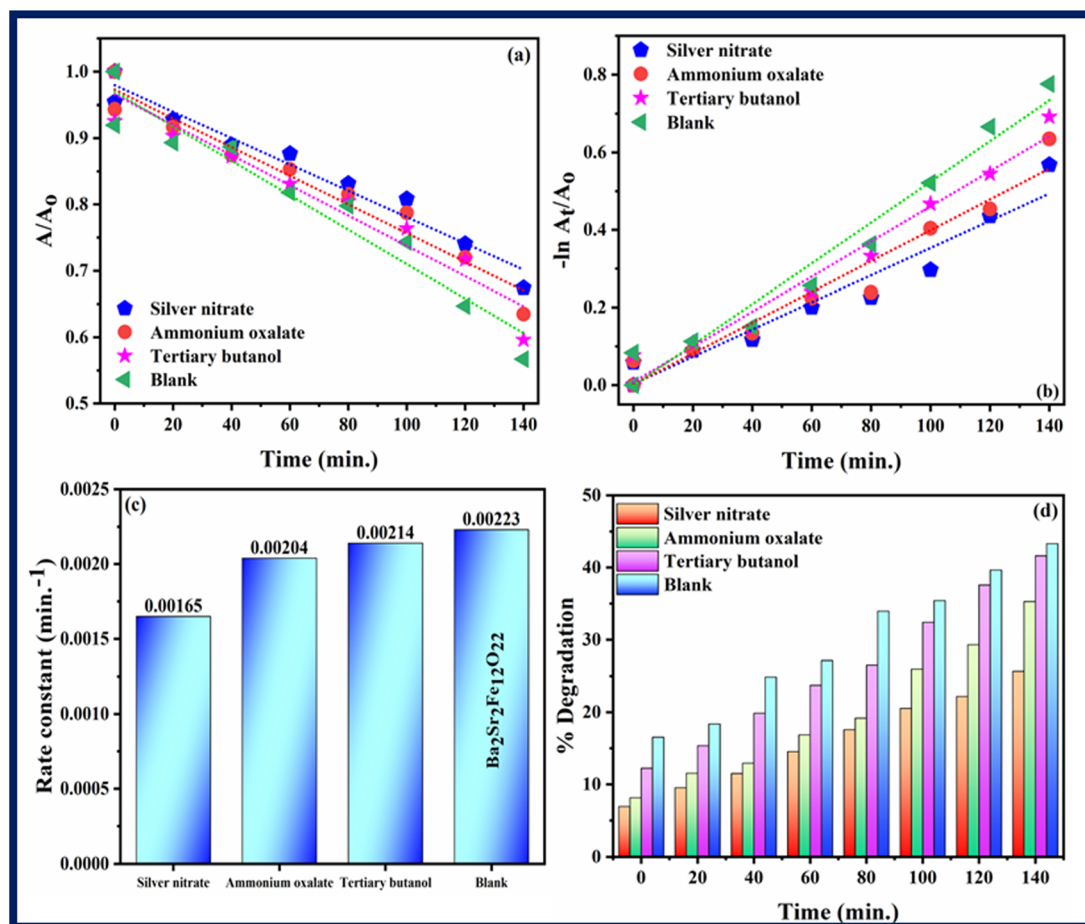 (a)
A/A₀
1.0
0.9
0.8
0.7
0.6
0.5
Silver nitrate
Ammonium oxalate
Tertiary butanol
Blank
0 20 40 60 80 100 120 140
Time (min.)
(b)
-ln Aₜ/A₀
0.8
0.6
0.4
0.2
0.0
Silver nitrate
Ammonium oxalate
Tertiary butanol
Blank
0 20 40 60 80 100 120 140
Time (min.)
(c)
Rate constant (min.⁻¹)
0.0025
0.0020
0.0015
0.0010
0.0005
0.0000
0.00165
0.00204
0.00214
0.00223
Ba₂Sr₂Fe₁₂O₂₂
Silver nitrate Ammonium oxalate Tertiary butanol Blank
(d)
% Degradation
50
40
30
20
10
0
Silver nitrate
Ammonium oxalate
Tertiary butanol
Blank
0 20 40 60 80 100 120 140
Time (min.)